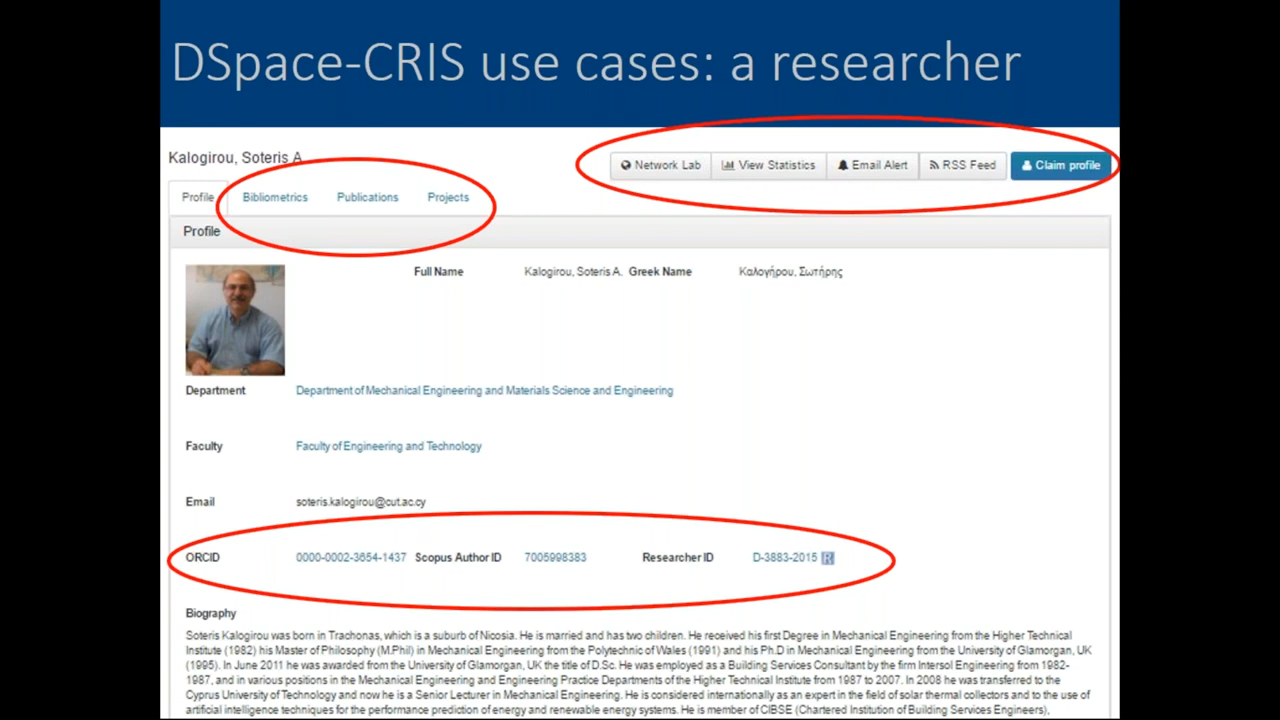 DSpace-CRIS use cases: a researcher
Kalogirou, Soteris A.
Network Lab View Statistics Email Alert RSS Feed Claim profile
Profile Bibliometrics Publications Projects
Profile
Full Name Kalogirou, Soteris A. Greek Name Καλογήρου, Σωτήρης
Department Department of Mechanical Engineering and Materials Science and Engineering
Faculty Faculty of Engineering and Technology
Email soteris.kalogirou@cut.ac.cy
ORCID 0000-0002-3654-1437 Scopus Author ID 7005998383 Researcher ID D-3883-2015 R
Biography
Soteris Kalogirou was born in Trachonas, which is a suburb of Nicosia. He is married and has two children. He received his first Degree in Mechanical Engineering from the Higher Technical
Institute (1982) his Master of Philosophy (M.Phil) in Mechanical Engineering from the Polytechnic of Wales (1991) and his Ph.D in Mechanical Engineering from the University of Glamorgan, UK
(1995). In June 2011 he was awarded from the University of Glamorgan, UK the title of D.Sc. He was employed as a Building Services Consultant by the firm Intersol Engineering from 1982-
1987, and in various positions in the Mechanical Engineering and Engineering Practice Departments of the Higher Technical Institute from 1987 to 2007. In 2008 he was transferred to the
Cyprus University of Technology and now he is a Senior Lecturer in Mechanical Engineering. He is considered internationally as an expert in the field of solar thermal collectors and to the use of
artificial intelligence techniques for the performance prediction of energy and renewable energy systems. He is member of CIBSE (Chartered Institution of Building Services Engineers),